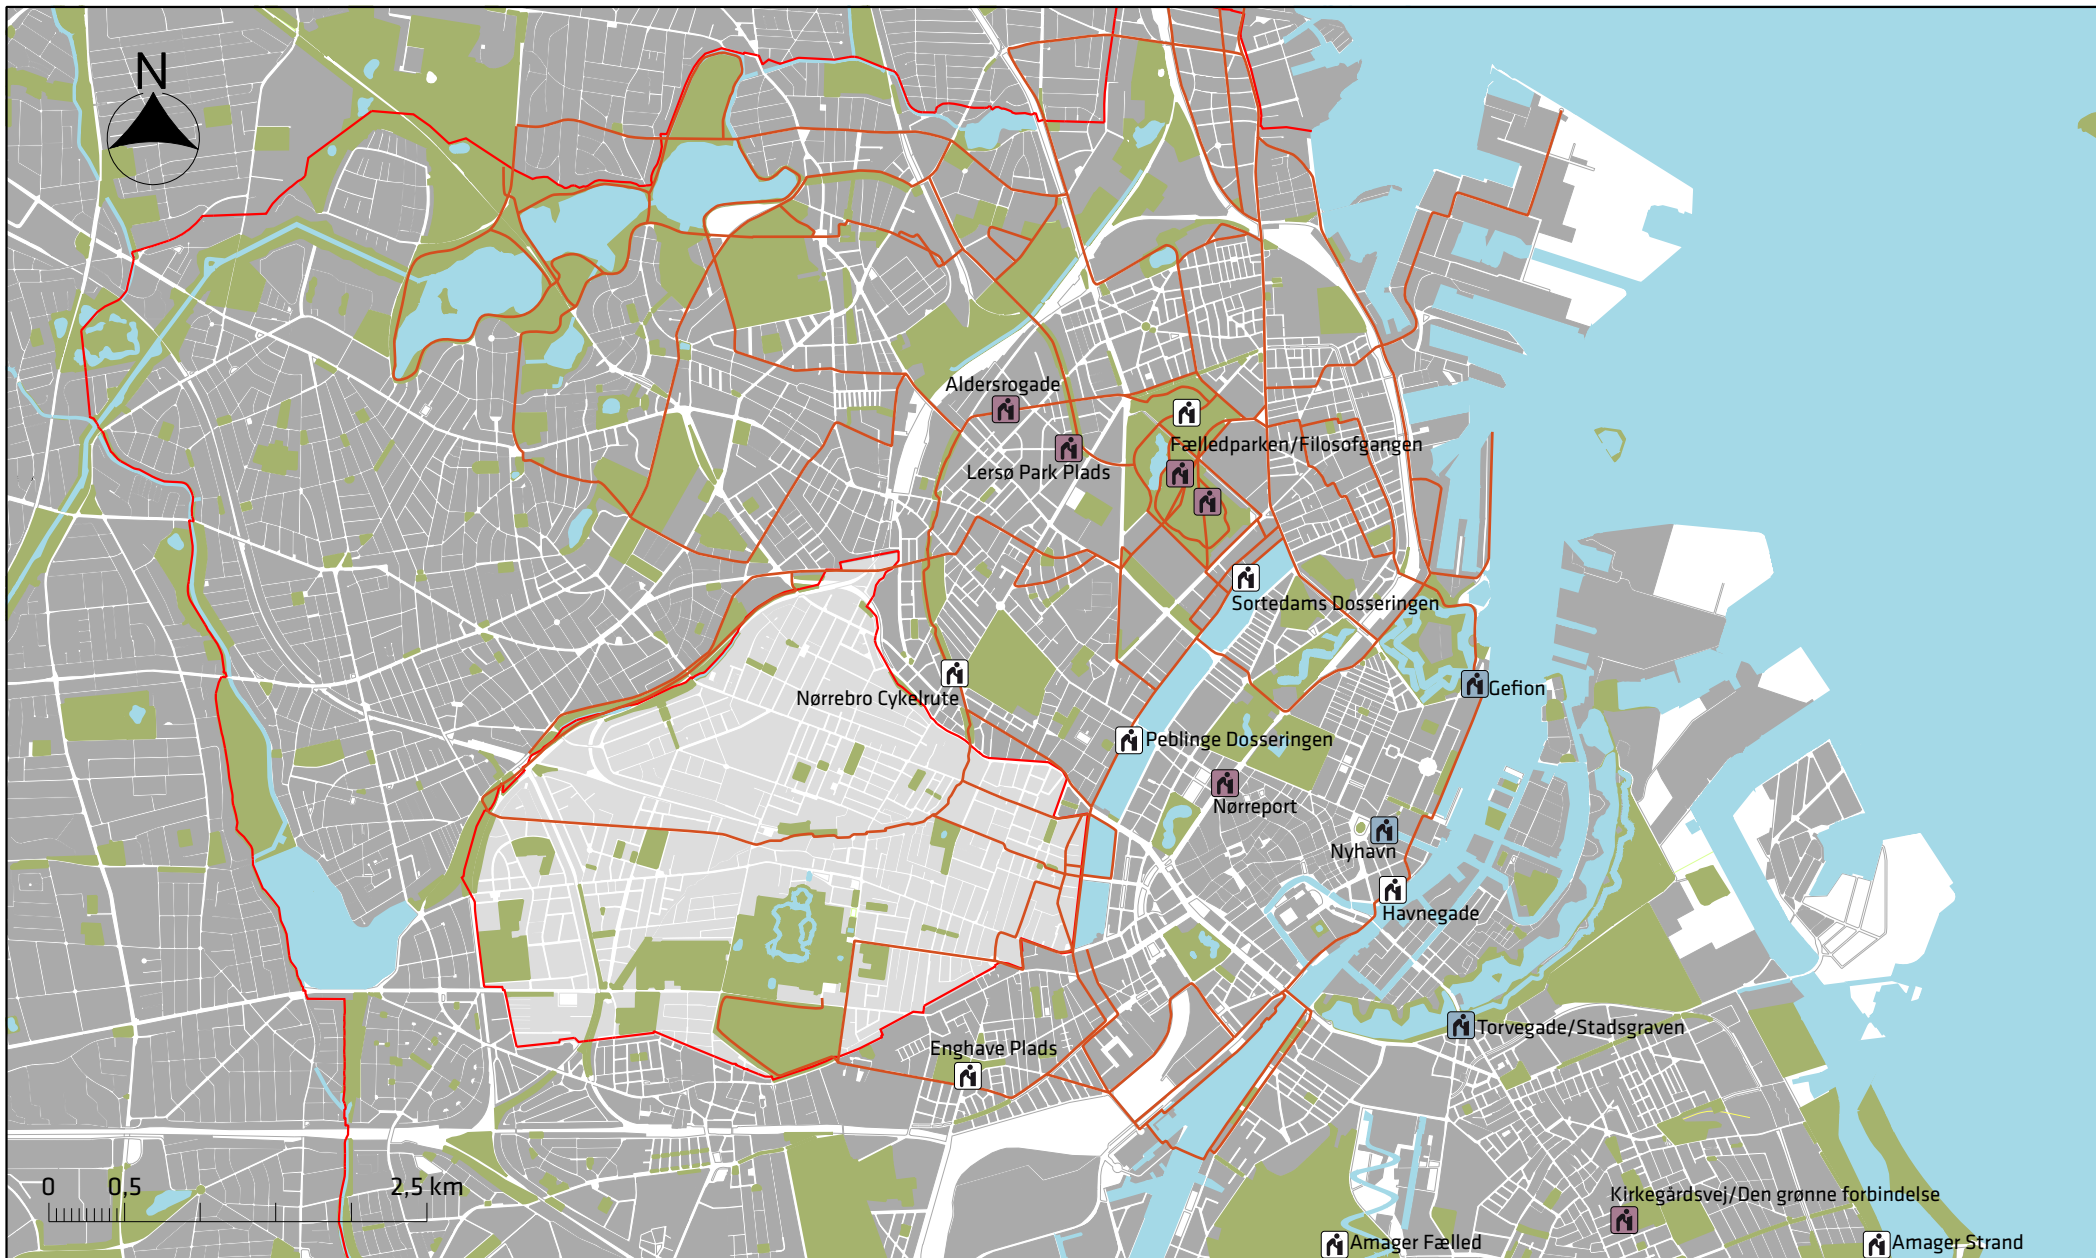 N
Aldersrogade
Fælledparken/Filosofgangen
Lersø Park Plads
Sortedams Dosseringen
Nørrebro Cykelrute
Gefion
Peblinge Dosseringen
Nørreport
Nyhavn
Havnegade
Torvegade/Stadsgraven
Enghave Plads
0 0,5 2,5 km
Kirkegårdsvej/Den grønne forbindelse
Amager Fælled
Amager Strand